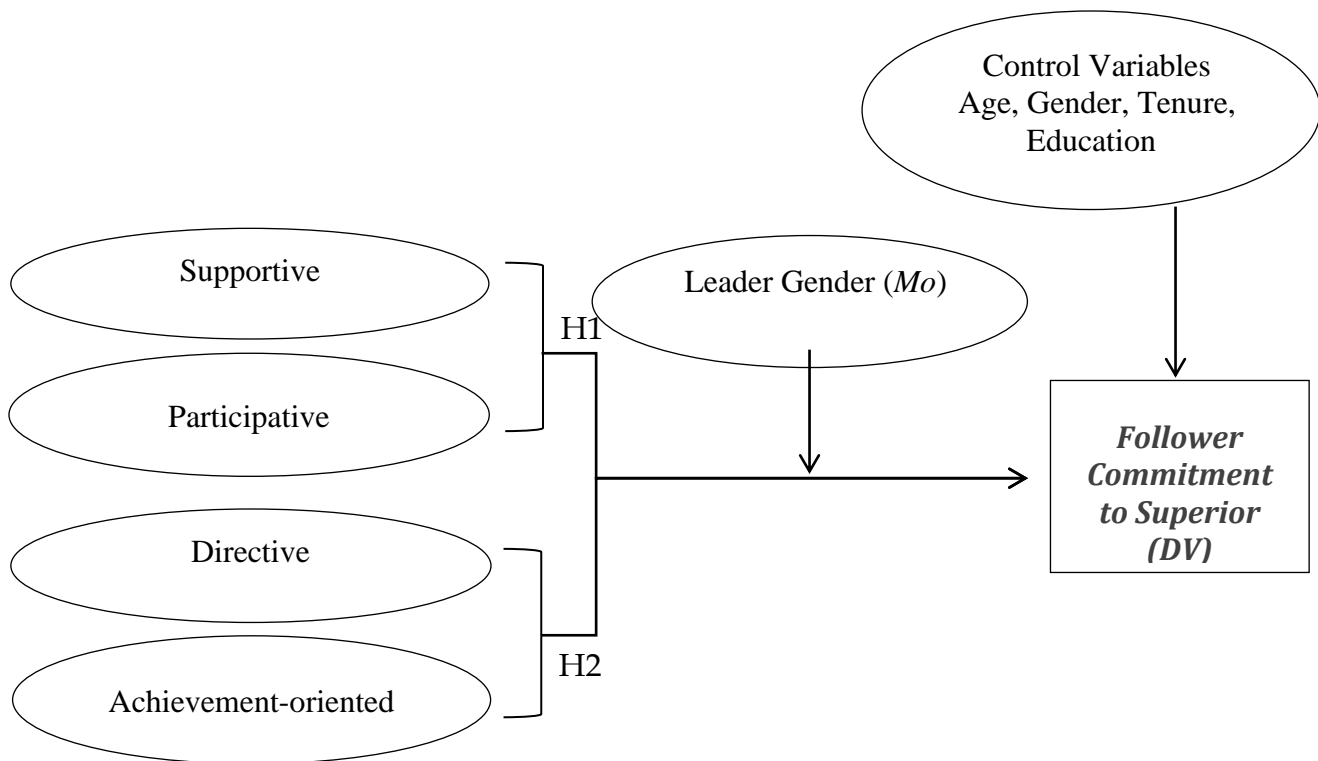 Control Variables
Age, Gender, Tenure,
Education
Supportive
Leader Gender (Mo)
H1
Participative
Follower
Commitment
to Superior
(DV)
Directive
H2
Achievement-oriented